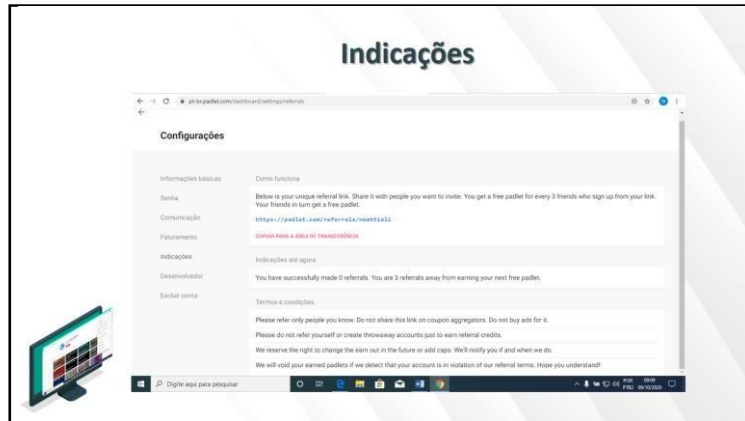 Indicações
pt-br.padlet.com/dashboard/settings/referrals
Configurações
Informações básicas
Senha
Comunicação
Faturamento
Indicações
Desenvolvedor
Excluir conta
Como funciona
Below is your unique referral link. Share it with people you want to invite. You get a free padlet for every 3 friends who sign up from your link.
Your friends in turn get a free padlet.
https://padlet.com/referrals/nmattioli
COPIAR PARA A ÁREA DE TRANSFERÊNCIA
Indicações até agora
You have successfully made 0 referrals. You are 3 referrals away from earning your next free padlet.
Termos e condições
Please refer only people you know. Do not share this link on coupon aggregators. Do not buy ads for it.
Please do not refer yourself or create throwaway accounts just to earn referral credits.
We reserve the right to change the earn out in the future or add caps. We'll notify you if and when we do.
We will void your earned padlets if we detect that your account is in violation of our referral terms. Hope you understand!
Digite aqui para pesquisar
POR 09:09
PTB2 09/10/2020